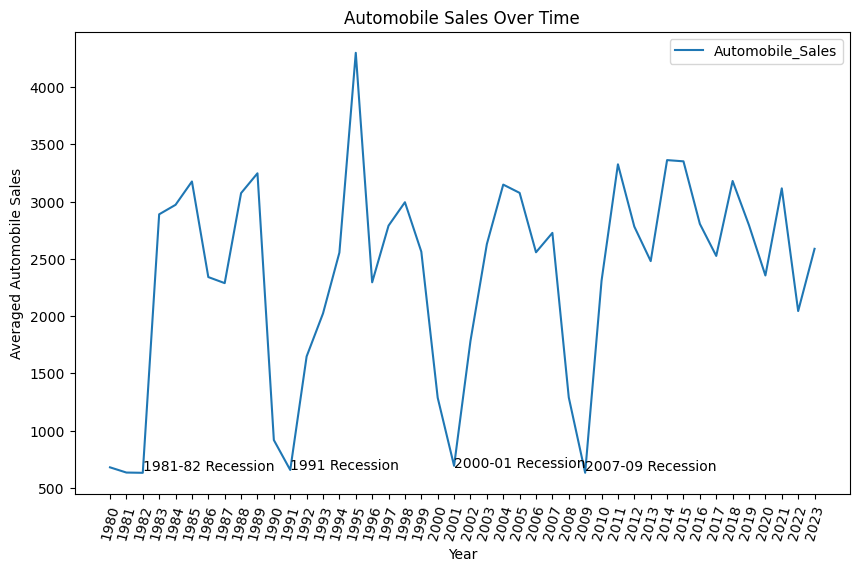 Automobile Sales Over Time
Automobile_Sales
Averaged Automobile Sales
4000
3500
3000
2500
2000
1500
1000
500
1981-82 Recession
1991 Recession
2000-01 Recession
2007-09 Recession
1980 1981 1982 1983 1984 1985 1986 1987 1988 1989 1990 1991 1992 1993 1994 1995 1996 1997 1998 1999 2000 2001 2002 2003 2004 2005 2006 2007 2008 2009 2010 2011 2012 2013 2014 2015 2016 2017 2018 2019 2020 2021 2022 2023
Year